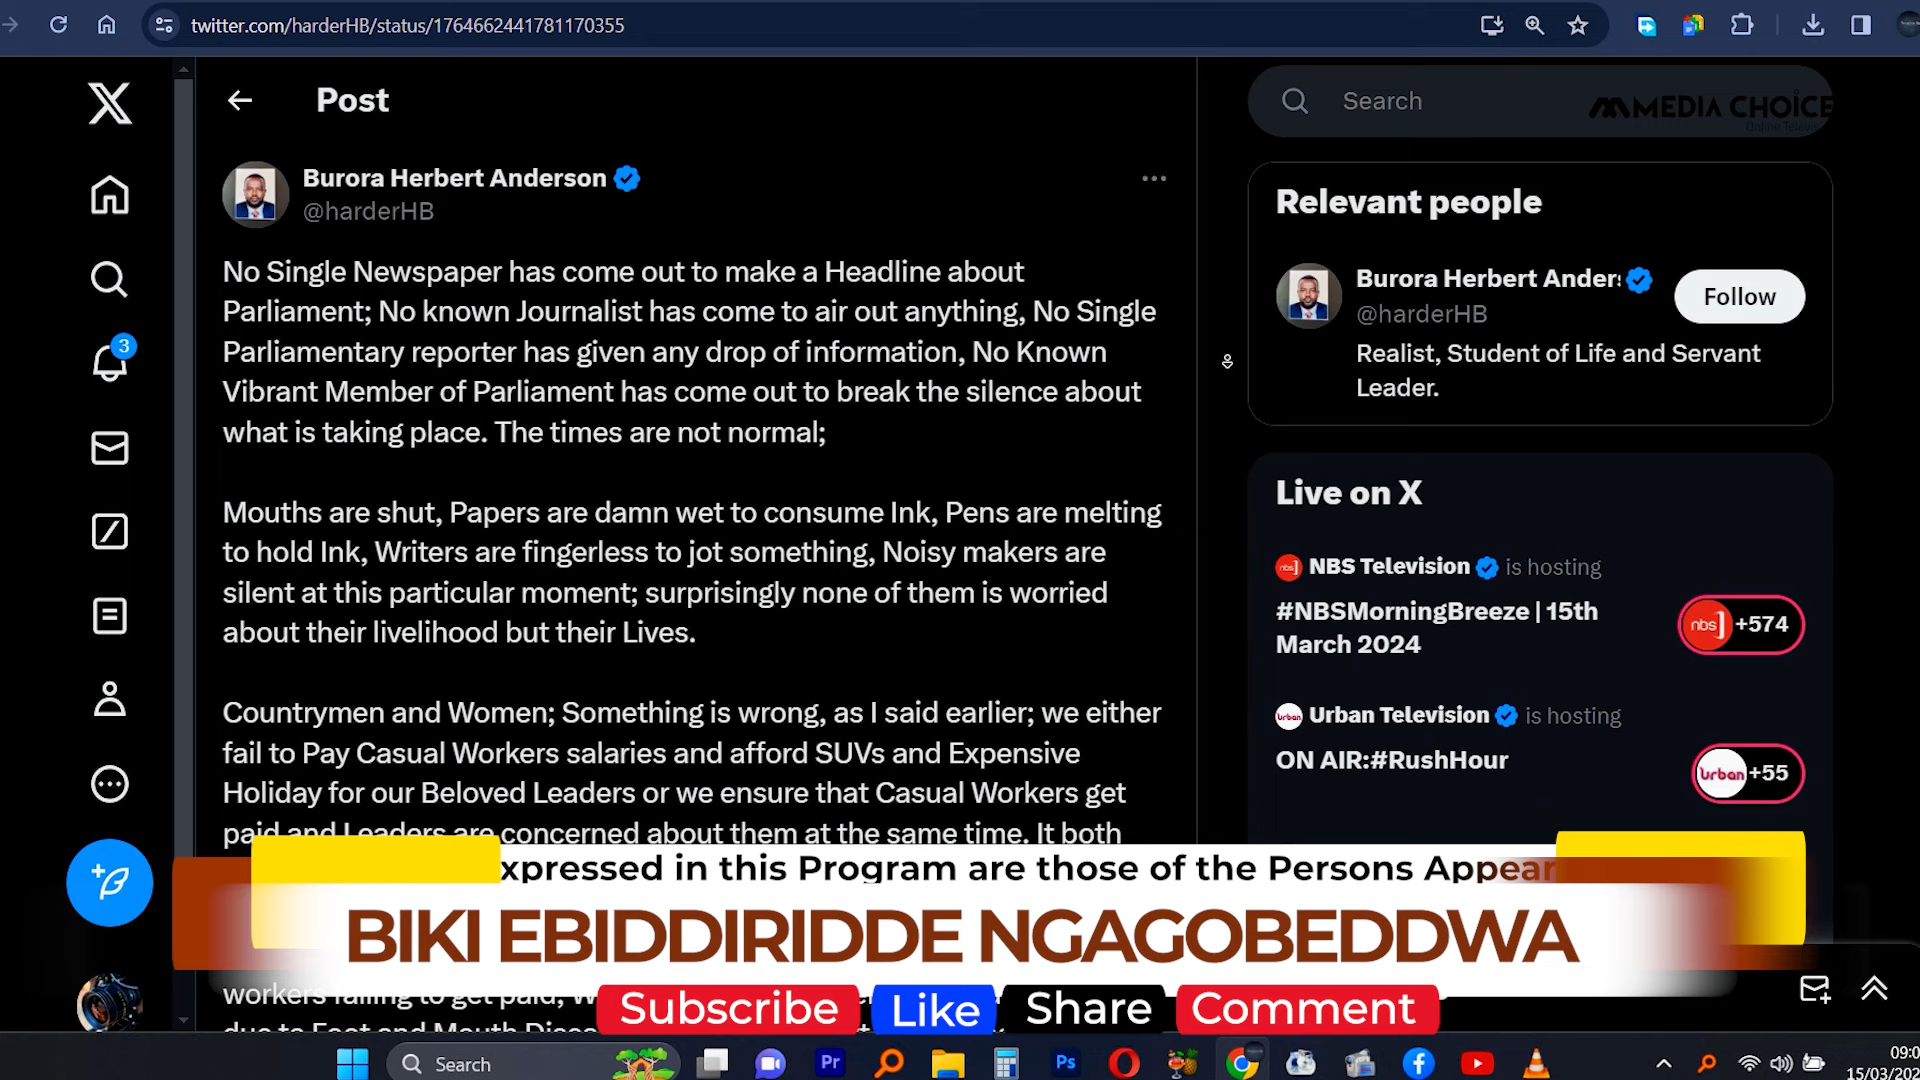 twitter.com/harderHB/status/1764662441781170355
Post
Search
MEDIA CHOICE
Burora Herbert Anderson
@harderHB
No Single Newspaper has come out to make a Headline about
Parliament; No known Journalist has come to air out anything, No Single
Parliamentary reporter has given any drop of information, No Known
Vibrant Member of Parliament has come out to break the silence about
what is taking place. The times are not normal;
Mouths are shut, Papers are damn wet to consume Ink, Pens are melting
to hold Ink, Writers are fingerless to jot something, Noisy makers are
silent at this particular moment; surprisingly none of them is worried
about their livelihood but their Lives.
Countrymen and Women; Something is wrong, as I said earlier; we either
fail to Pay Casual Workers salaries and afford SUVs and Expensive
Holiday for our Beloved Leaders or we ensure that Casual Workers get
paid and Leaders are concerned about them at the same time. It both
Relevant people
Burora Herbert Anders
@harderHB
Follow
Realist, Student of Life and Servant
Leader.
Live on X
NBS Television is hosting
#NBSMorningBreeze | 15th
March 2024
nbs +574
Urban Television is hosting
ON AIR:#RushHour
urban +55
3
xpressed in this Program are those of the Persons Appear
BIKI EBIDDIRIDDE NGAGOBEDDWA
workers failing to get paid,
due to Foot and Mouth
Subscribe
Like
Share
Comment
Search
Pr
Ps
09:0
15/03/202